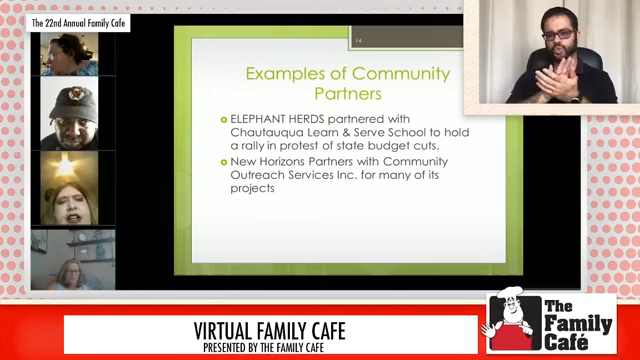 The 22nd Annual Family Cafe
14
Examples of Community
Partners
ELEPHANT HERDS partnered with
Chautauqua Learn & Serve School to hold
a rally in protest of state budget cuts.
New Horizons Partners with Community
Outreach Services Inc. for many of its
projects
VIRTUAL FAMILY CAFE
PRESENTED BY THE FAMILY CAFE
The
Family
Café